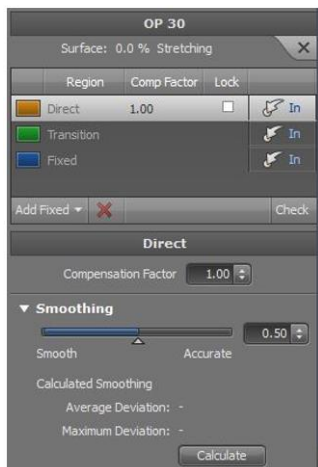 OP 30
Surface: 0.0 % Stretching
Region Comp Factor Lock
Direct 1.00 In
Transition In
Fixed In
Add Fixed Check
Direct
Compensation Factor 1.00
Smoothing
0.50
Smooth Accurate
Calculated Smoothing
Average Deviation: -
Maximum Deviation: -
Calculate